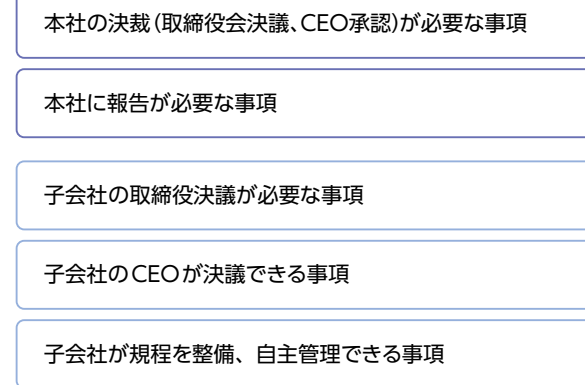 本社の決裁（取締役会決議、CEO承認）が必要な事項
本社に報告が必要な事項
子会社の取締役決議が必要な事項
子会社のCEOが決議できる事項
子会社が規程を整備、自主管理できる事項